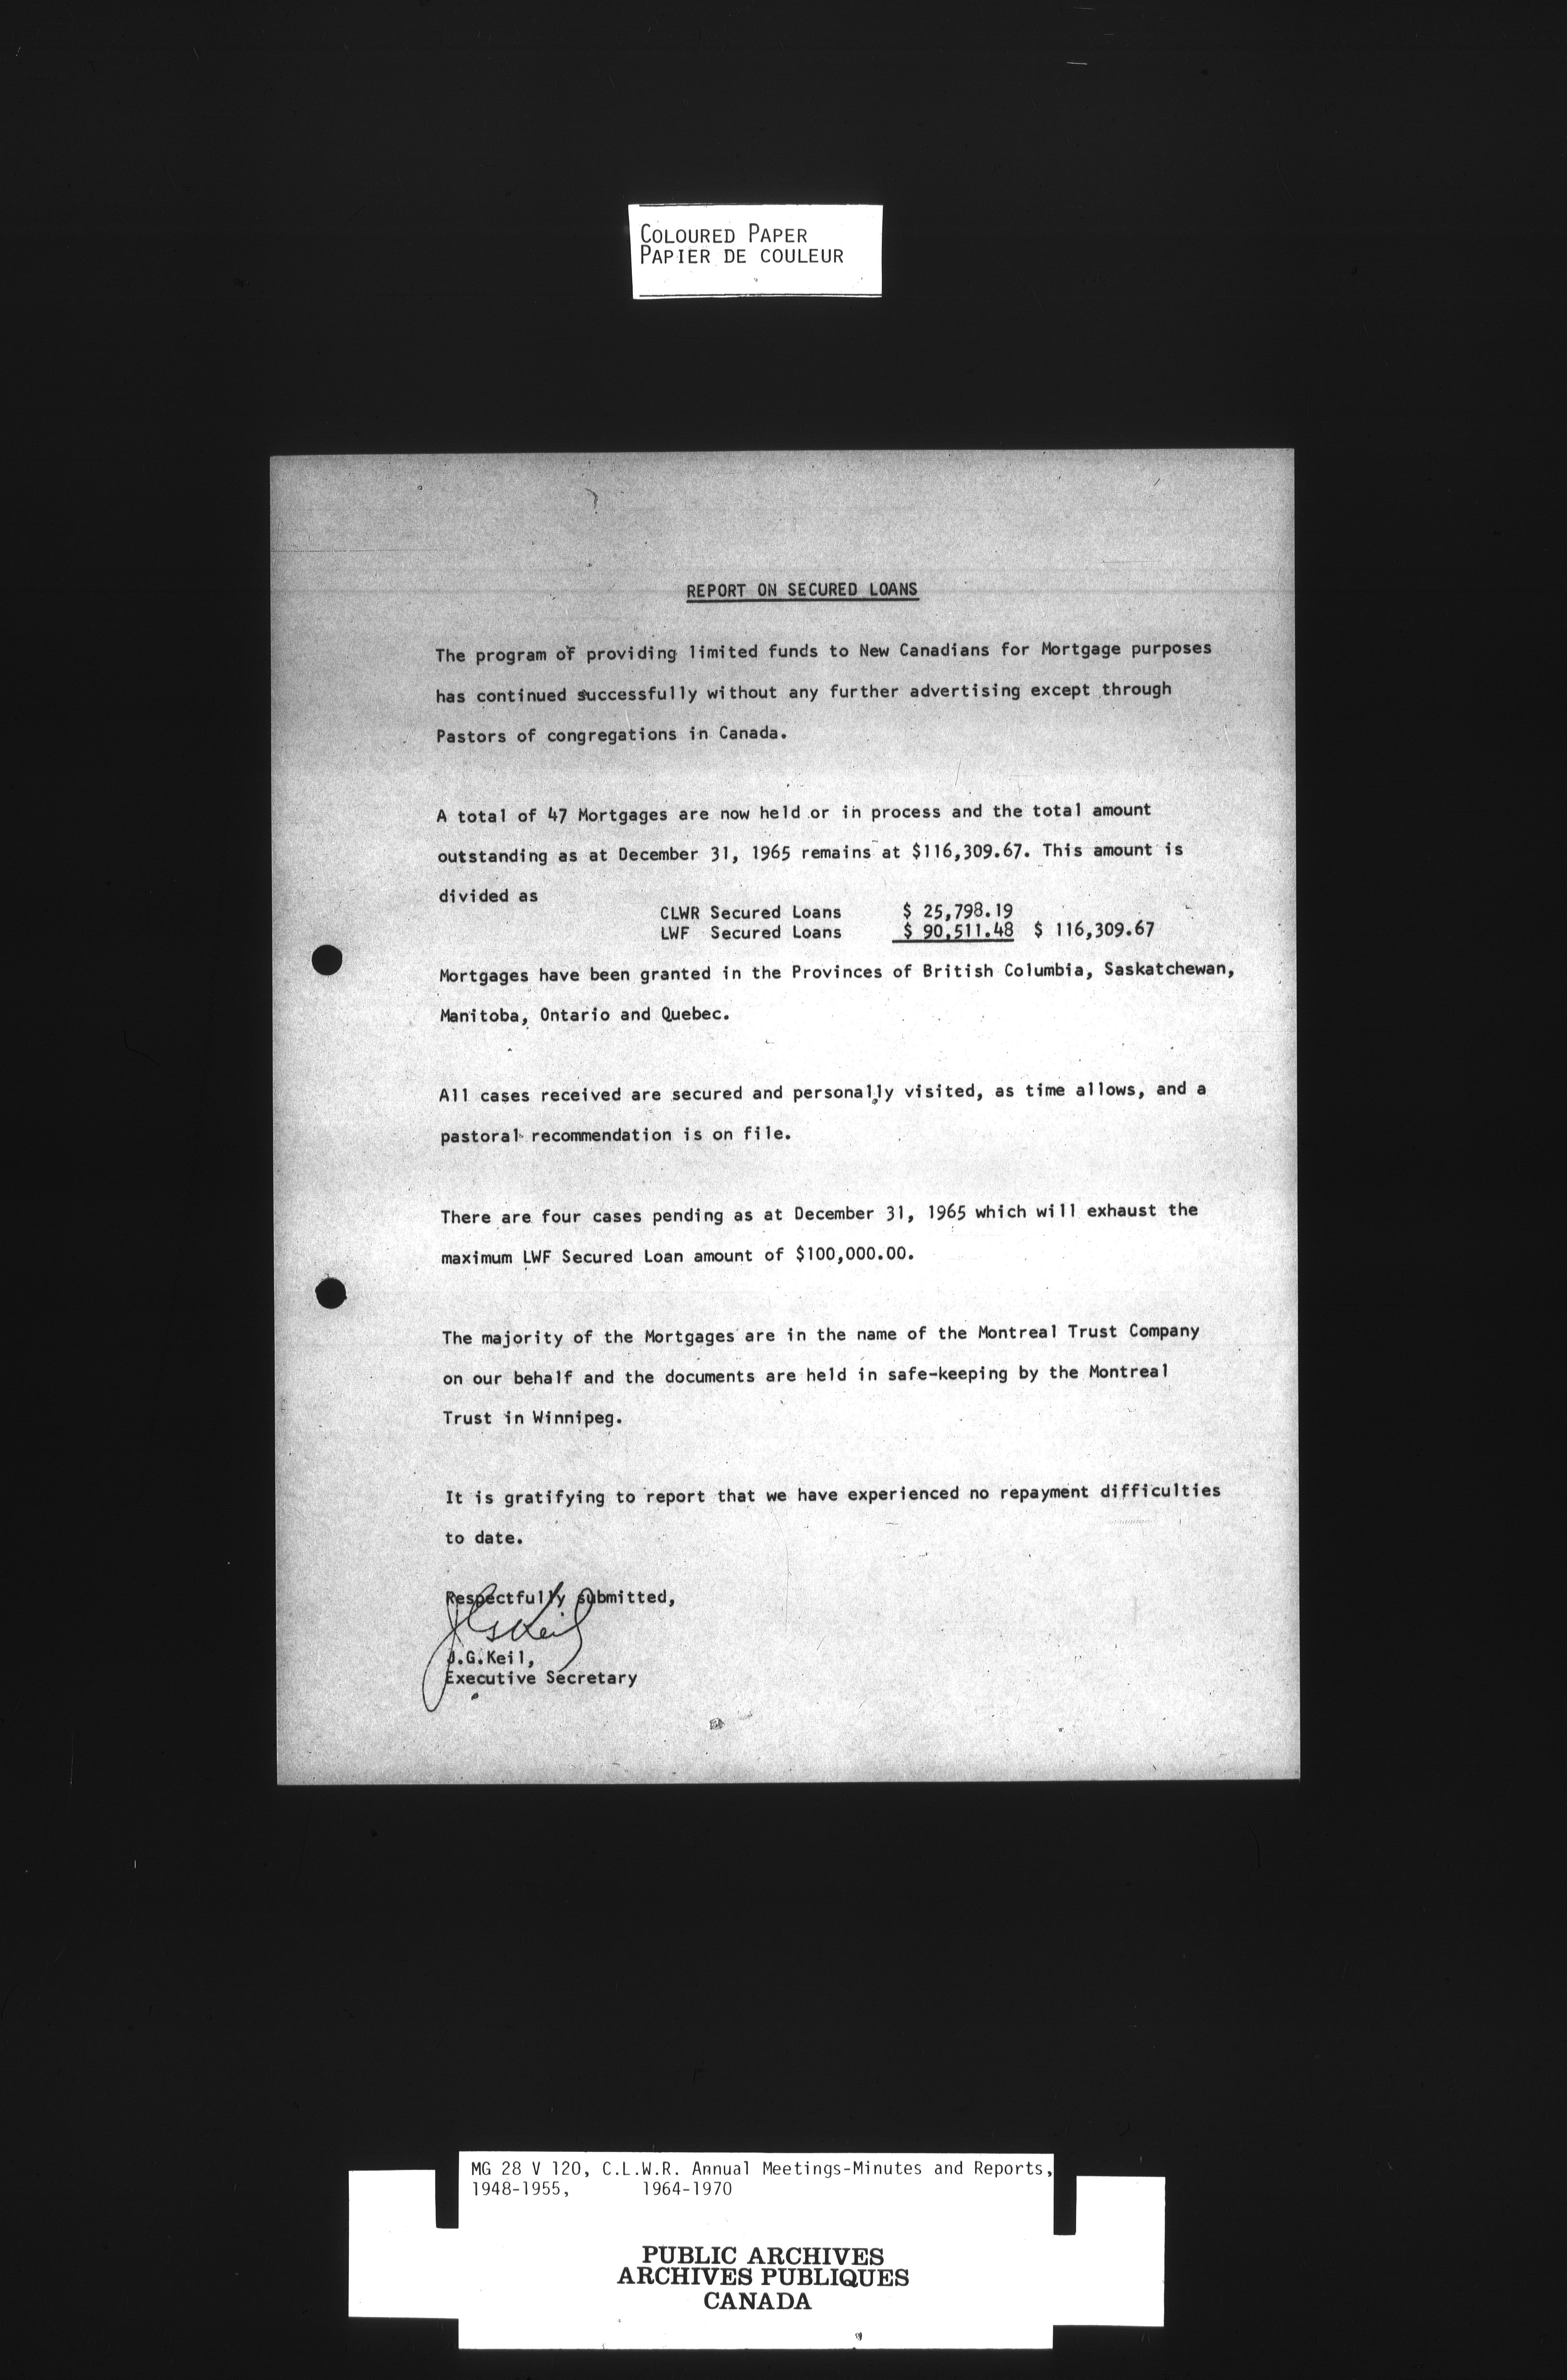 COLOURED PAPER
PAPIER DE COULEUR
REPORT ON SECURED LOANS
The program of providing limited funds to New Canadians for Mortgage purposes
has continued successfully without any further advertising except through
Pastors of congregations in Canada.
A total of 47 Mortgages are now held or in process and the total amount
outstanding as at December 31, 1965 remains at $116,309.67. This amount is
divided as
CLWR Secured Loans $ 25,798.19
LWF Secured Loans $ 90,511.48 $ 116,309.67
Mortgages have been granted in the Provinces of British Columbia, Saskatchewan,
Manitoba, Ontario and Quebec.
All cases received are secured and personally visited, as time allows, and a
pastoral recommendation is on file.
There are four cases pending as at December 31, 1965 which will exhaust the
maximum LWF Secured Loan amount of $100,000.00.
The majority of the Mortgages are in the name of the Montreal Trust Company
on our behalf and the documents are held in safe-keeping by the Montreal
Trust in Winnipeg.
It is gratifying to report that we have experienced no repayment difficulties
to date.
Respectfully submitted,
JGKeil
J.G.Keil,
Executive Secretary
MG 28 V 120, C.L.W.R. Annual Meetings-Minutes and Reports,
1948-1955, 1964-1970
PUBLIC ARCHIVES
ARCHIVES PUBLIQUES
CANADA